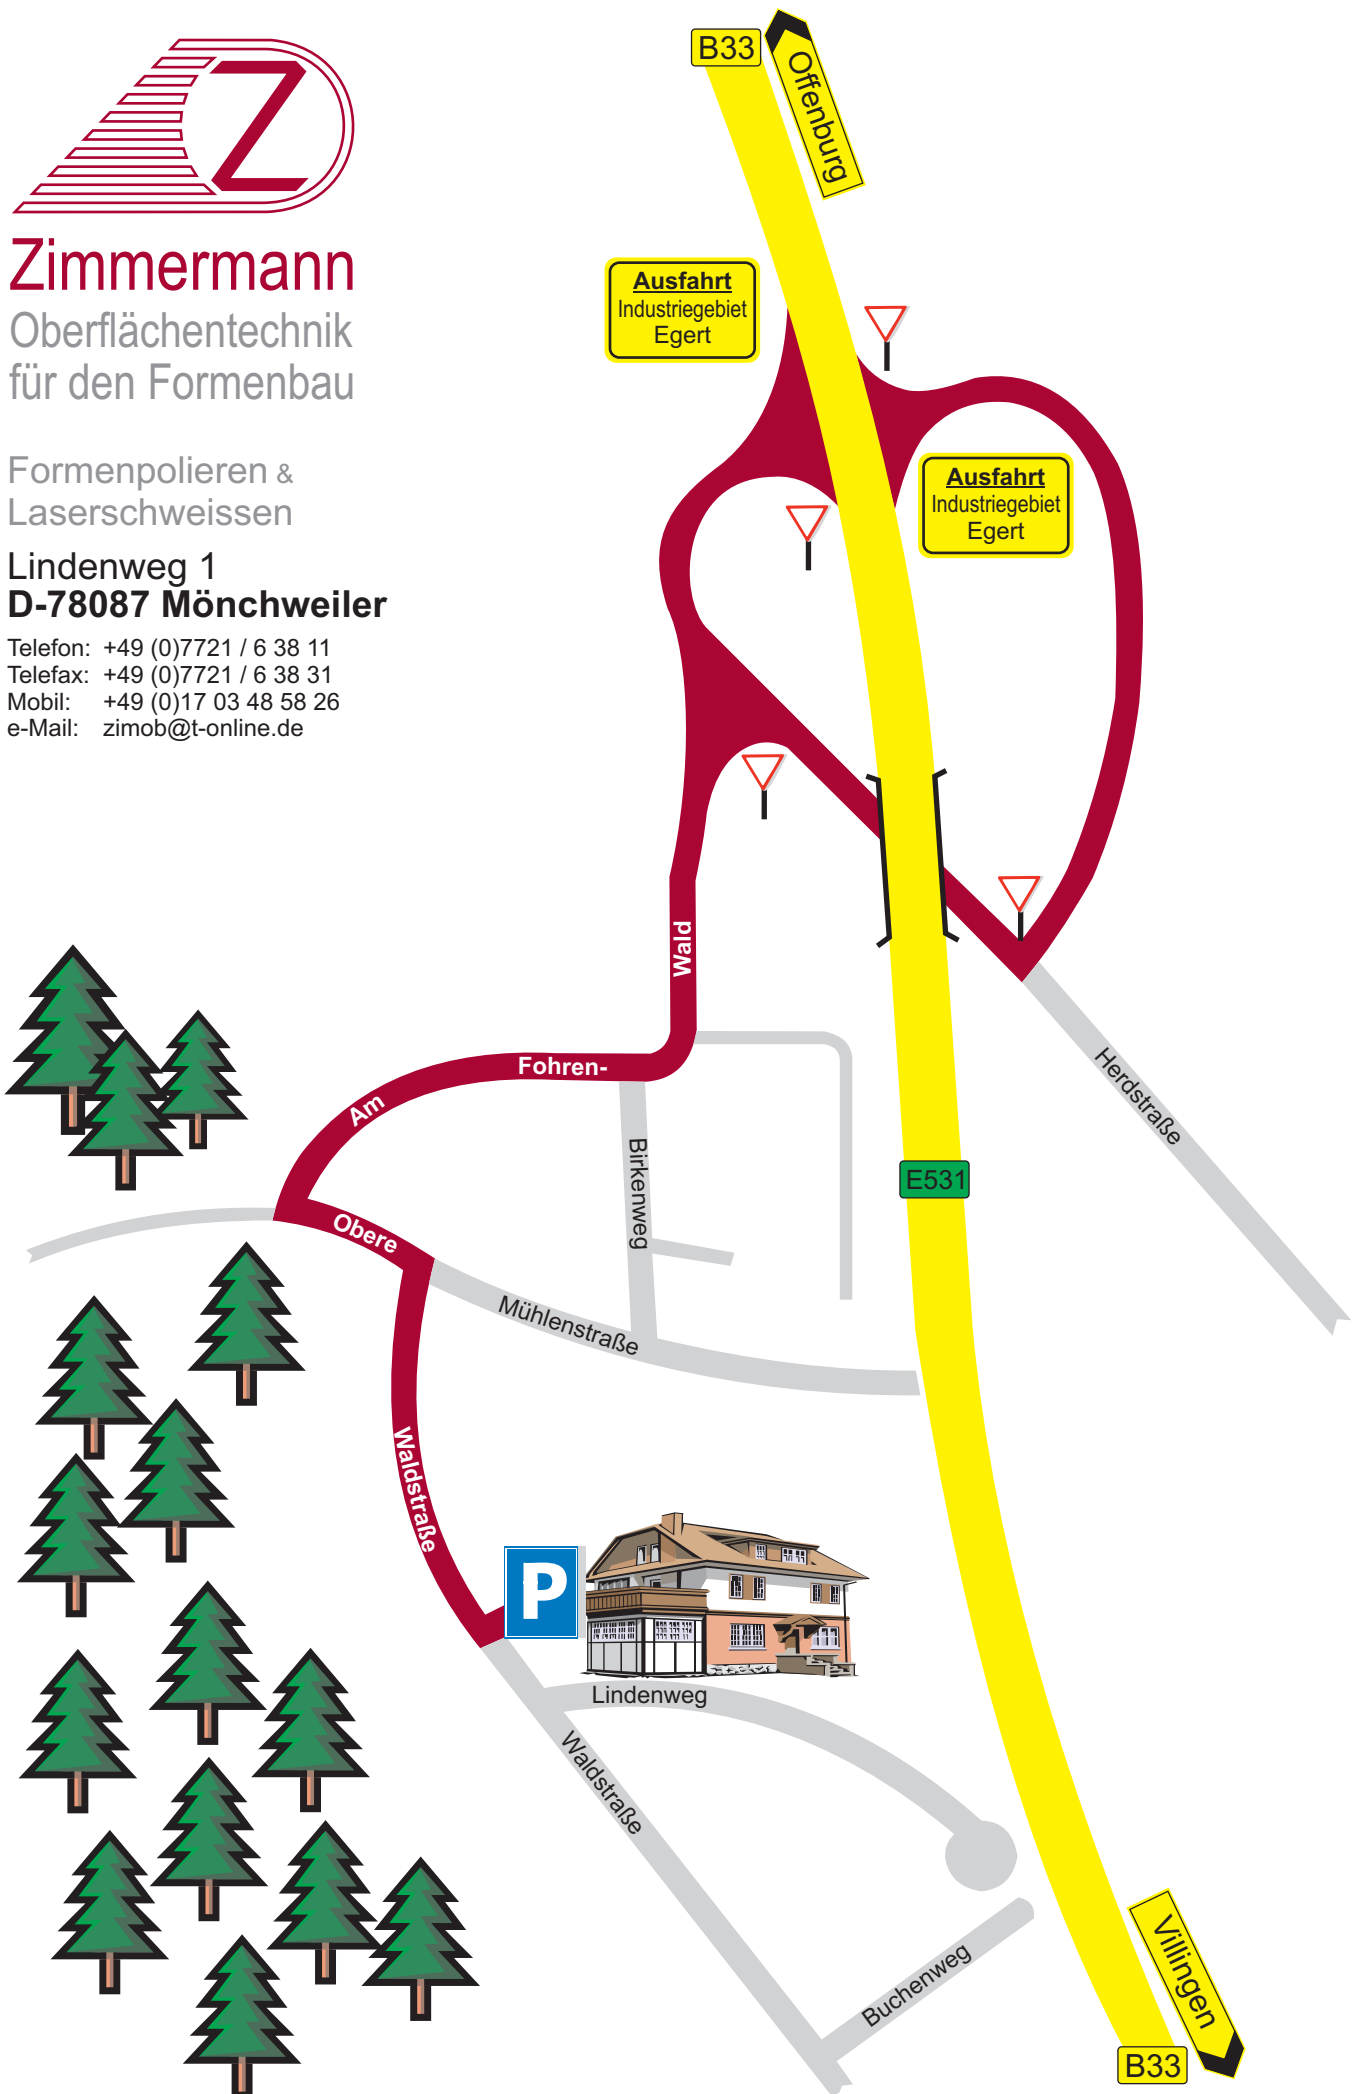 Z
Zimmermann
Oberflächentechnik
für den Formenbau
Formenpolieren &
Laserschweissen
Lindenweg 1
D-78087 Mönchweiler
Telefon: +49 (0)7721 / 6 38 11
Telefax: +49 (0)7721 / 6 38 31
Mobil: +49 (0)17 03 48 58 26
e-Mail: zimob@t-online.de
B33
Offenburg
Ausfahrt
Industriegebiet
Egert
Ausfahrt
Industriegebiet
Egert
Am
Fohren-
Wald
Herdstraße
Birkenweg
E531
Obere
Mühlenstraße
Waldstraße
P
Lindenweg
Waldstraße
Buchenweg
Villingen
B33